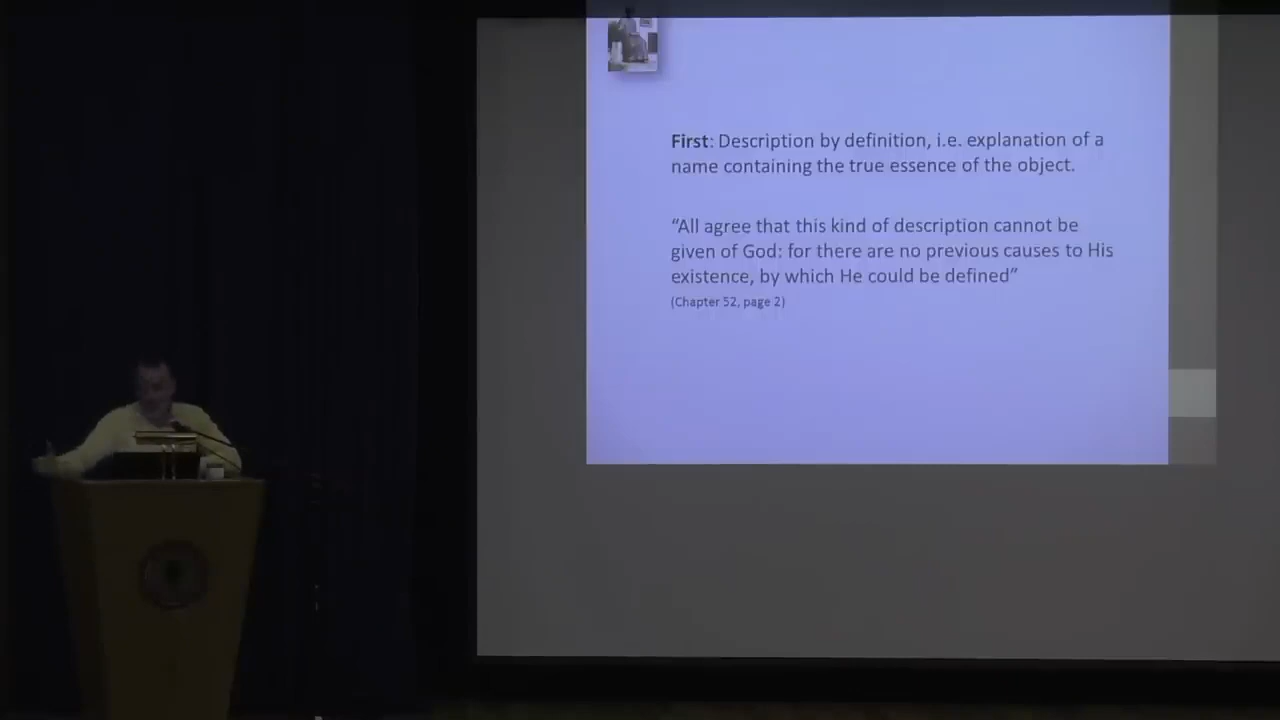 First: Description by definition, i.e. explanation of a
name containing the true essence of the object.
“All agree that this kind of description cannot be
given of God: for there are no previous causes to His
existence, by which He could be defined”
(Chapter 52, page 2)